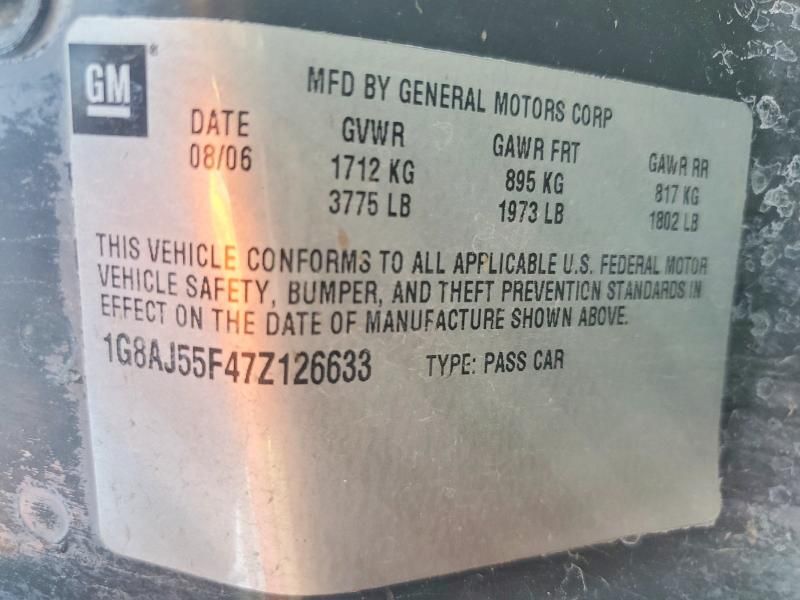 GM ®
MFD BY GENERAL MOTORS CORP
DATE GVWR GAWR FRT GAWR RR
08/06 1712 KG 895 KG 817 KG
3775 LB 1973 LB 1802 LB
THIS VEHICLE CONFORMS TO ALL APPLICABLE U.S. FEDERAL MOTOR
VEHICLE SAFETY, BUMPER, AND THEFT PREVENTION STANDARDS IN
EFFECT ON THE DATE OF MANUFACTURE SHOWN ABOVE.
1G8AJ55F47Z126633 TYPE: PASS CAR